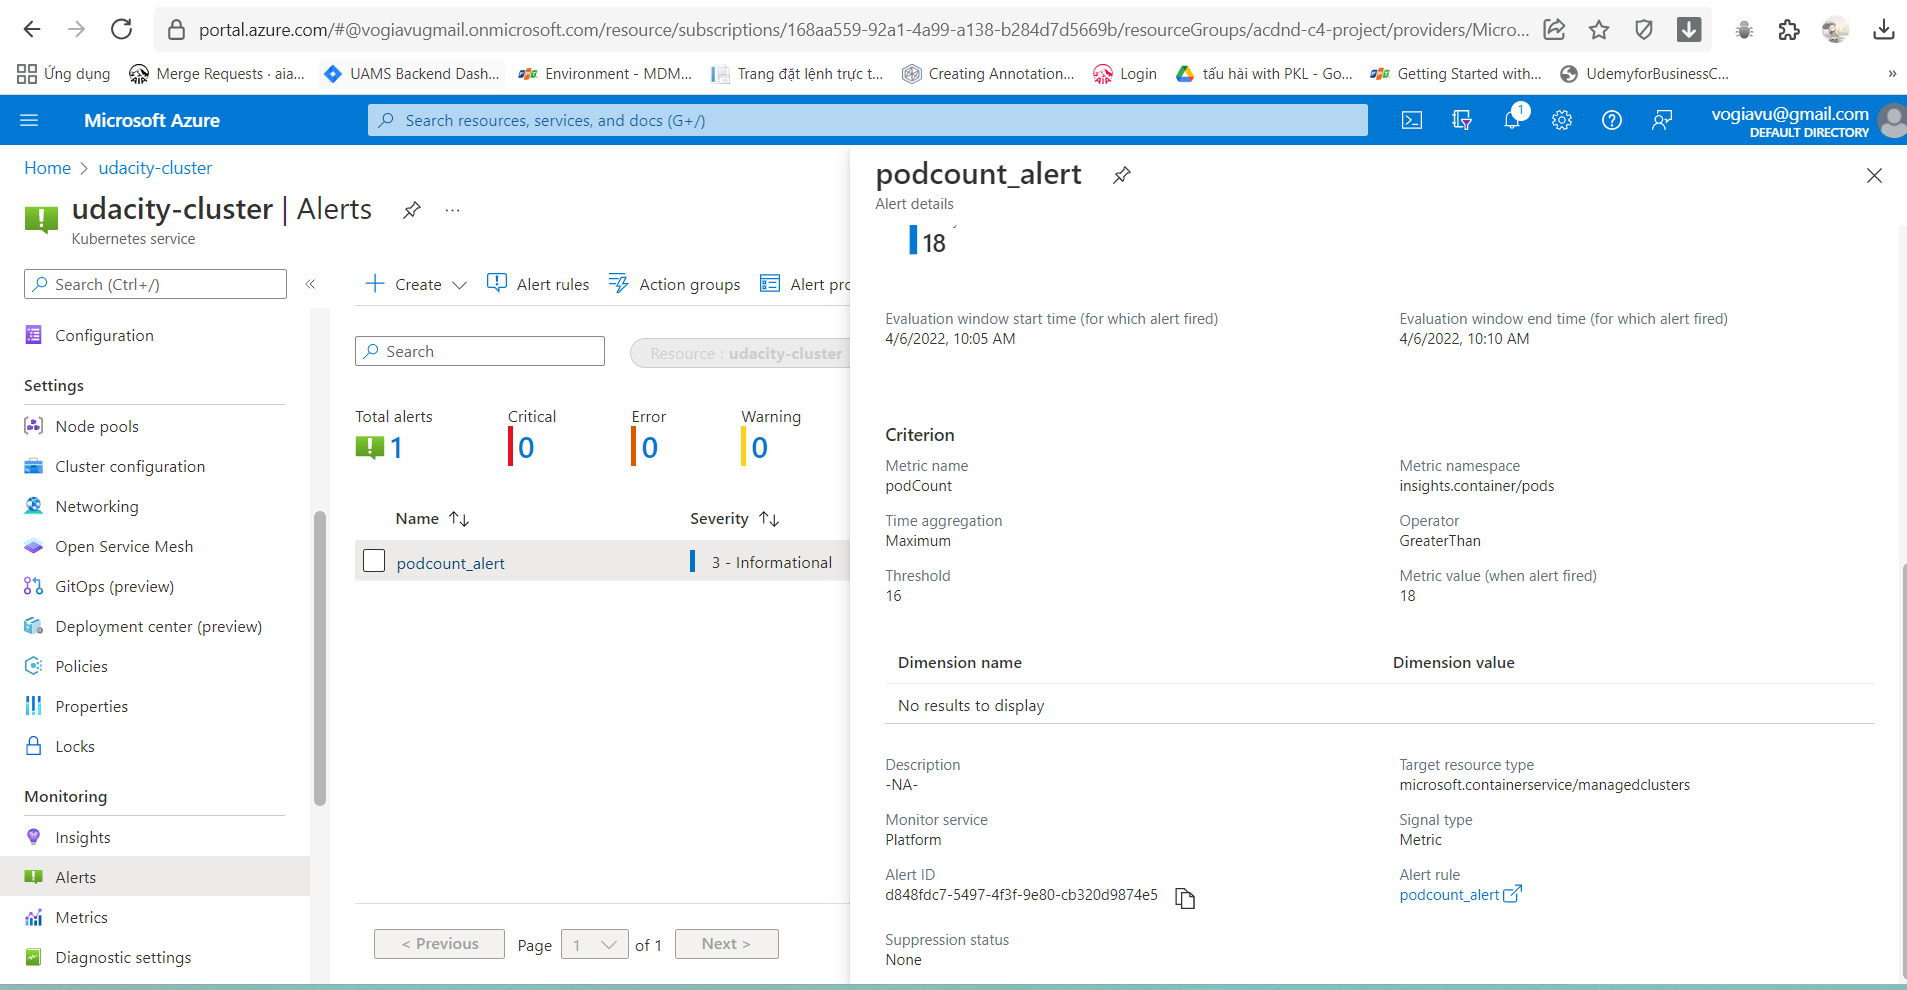 portal.azure.com/#@vogiavugmail.onmicrosoft.com/resource/subscriptions/168aa559-92a1-4a99-a138-b284d7d5669b/resourceGroups/acdnd-c4-project/providers/Micro...
Ứng dụng
Merge Requests · aia...
UAMS Backend Dash...
Environment - MDM...
Trang đặt lệnh trực t...
Creating Annotation...
Login
tấu hài with PKL - Go...
Getting Started with...
UdemyforBusinessC...
»
Microsoft Azure
Search resources, services, and docs (G+/)
1
vogiavu@gmail.com
DEFAULT DIRECTORY
Home > udacity-cluster
udacity-cluster | Alerts
...
Kubernetes service
Search (Ctrl+/)
«
Configuration
Settings
Node pools
Cluster configuration
Networking
Open Service Mesh
GitOps (preview)
Deployment center (preview)
Policies
Properties
Locks
Monitoring
Insights
Alerts
Metrics
Diagnostic settings
Create
Alert rules
Action groups
Alert pro
Search
Resource : udacity-cluster
Total alerts
1
Critical
0
Error
0
Warning
0
Name ↑↓
Severity ↑↓
podcount_alert
3 - Informational
< Previous
Page
1
of 1
Next >
podcount_alert
Alert details
18
Evaluation window start time (for which alert fired)
4/6/2022, 10:05 AM
Evaluation window end time (for which alert fired)
4/6/2022, 10:10 AM
Criterion
Metric name
podCount
Metric namespace
insights.container/pods
Time aggregation
Maximum
Operator
GreaterThan
Threshold
16
Metric value (when alert fired)
18
Dimension name
Dimension value
No results to display
Description
-NA-
Target resource type
microsoft.containerservice/managedclusters
Monitor service
Platform
Signal type
Metric
Alert ID
d848fdc7-5497-4f3f-9e80-cb320d9874e5
Alert rule
podcount_alert
Suppression status
None